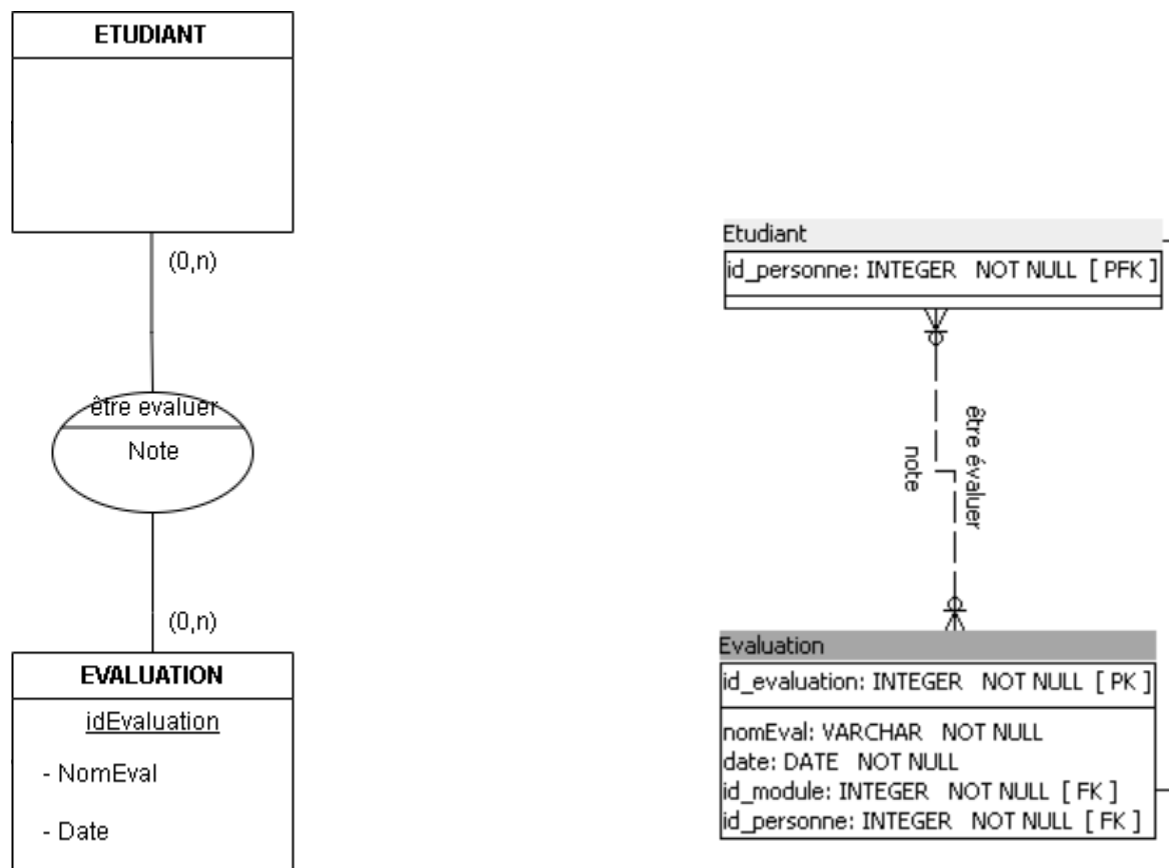 ETUDIANT
(0,n)
être evaluer
Note
(0,n)
EVALUATION
idEvaluation
- NomEval
- Date
Etudiant
id_personne: INTEGER NOT NULL [ PFK ]
être évaluer
note
Evaluation
id_evaluation: INTEGER NOT NULL [ PK ]
nomEval: VARCHAR NOT NULL
date: DATE NOT NULL
id_module: INTEGER NOT NULL [ FK ]
id_personne: INTEGER NOT NULL [ FK ]